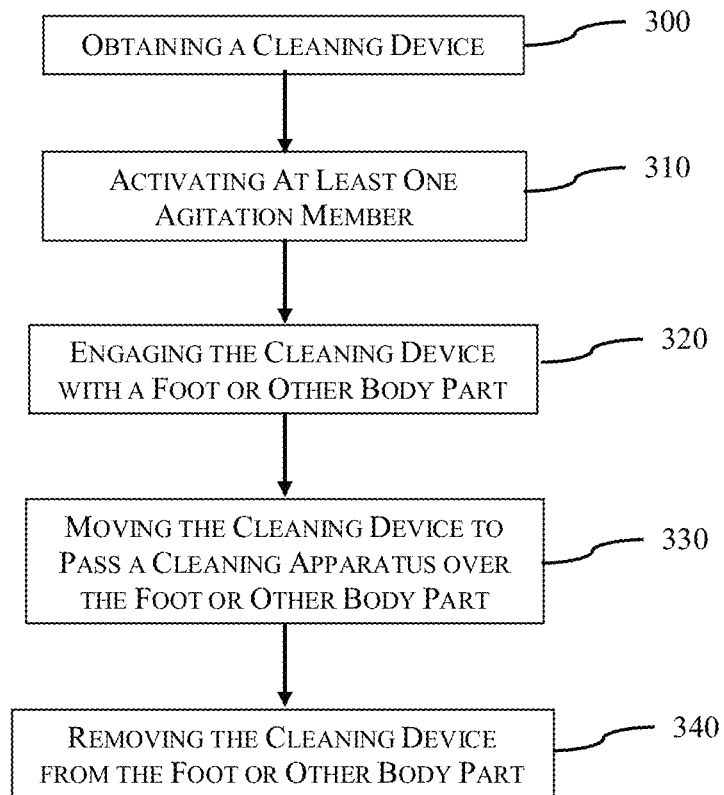 OBTAINING A CLEANING DEVICE
300
ACTIVATING AT LEAST ONE
AGITATION MEMBER
310
ENGAGING THE CLEANING DEVICE
WITH A FOOT OR OTHER BODY PART
320
MOVING THE CLEANING DEVICE TO
PASS A CLEANING APPARATUS OVER
THE FOOT OR OTHER BODY PART
330
REMOVING THE CLEANING DEVICE
FROM THE FOOT OR OTHER BODY PART
340